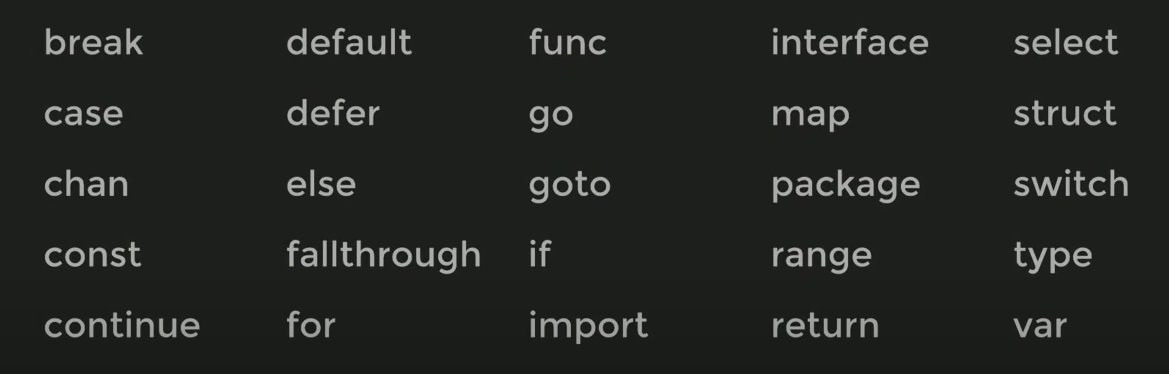 break default func interface select
case defer go map struct
chan else goto package switch
const fallthrough if range type
continue for import return var